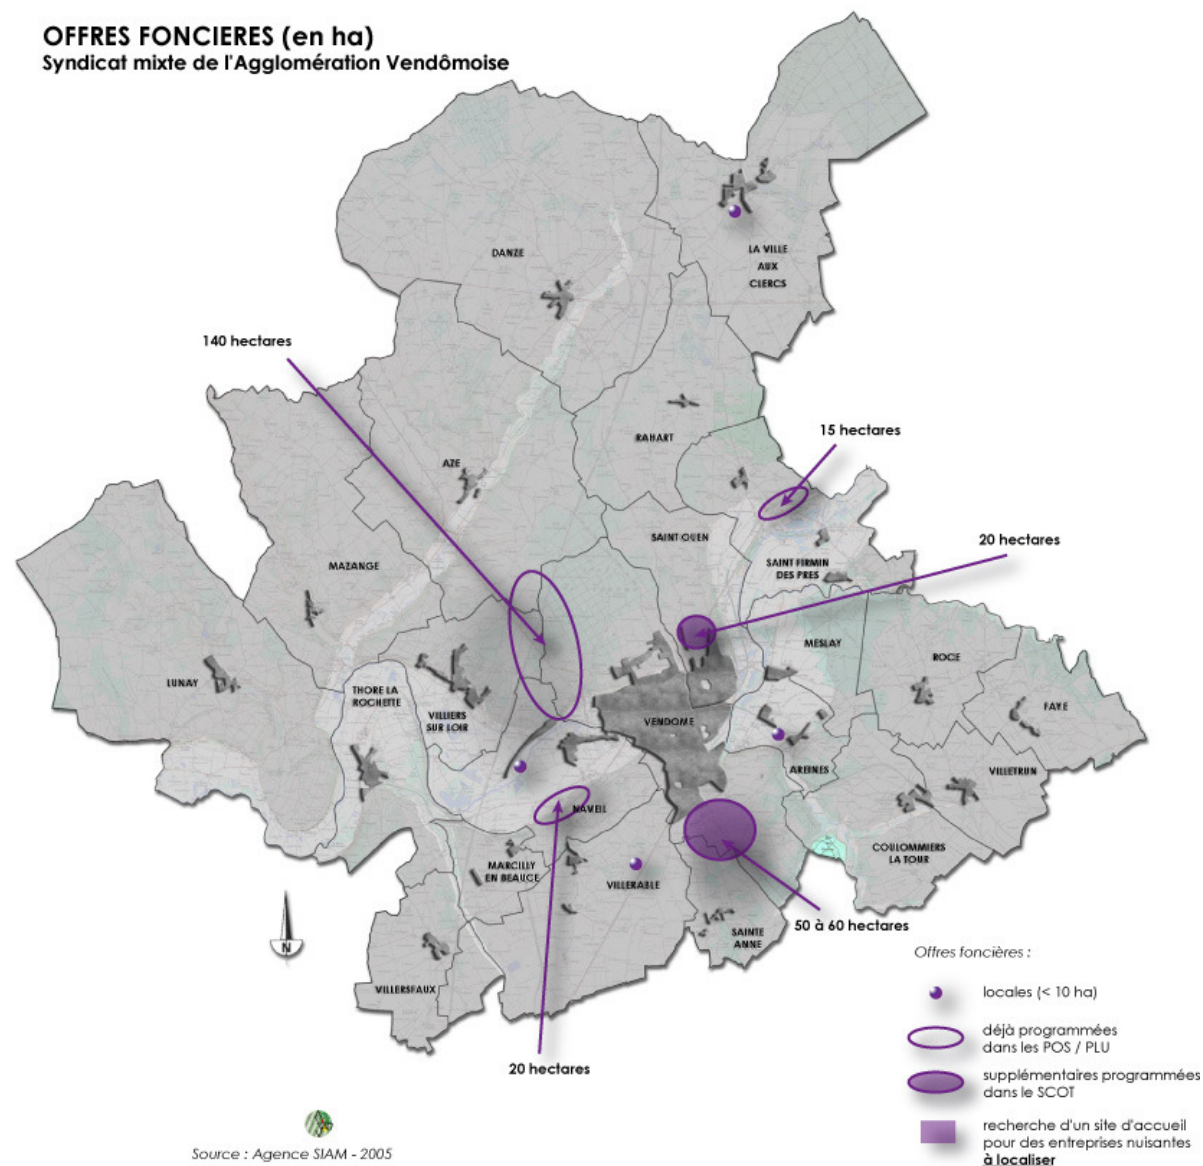 OFFRES FONCIERES (en ha)
Syndicat mixte de l'Agglomération Vendômoise
DANZE
LA VILLE
AUX
CLERCS
140 hectares
15 hectares
RAHART
AZE
SAINT OUEN
20 hectares
SAINT FIRMIN
DES PRES
MAZANGE
MESLAY
ROCE
LUNAY
THORE LA
ROCHETTE
VILLIERS
SUR LOIR
VENDOME
FAYE
AREINES
VILLETRUN
NAVEIL
COULOMMIERS
LA TOUR
MARCILLY
EN BEAUCE
VILLERABLE
SAINTE
ANNE
50 à 60 hectares
N
VILLERSFAUX
20 hectares
Offres foncières :
locales (< 10 ha)
déjà programmées
dans les POS / PLU
supplémentaires programmées
dans le SCOT
recherche d'un site d'accueil
pour des entreprises nuisantes
à localiser
Source : Agence SIAM - 2005